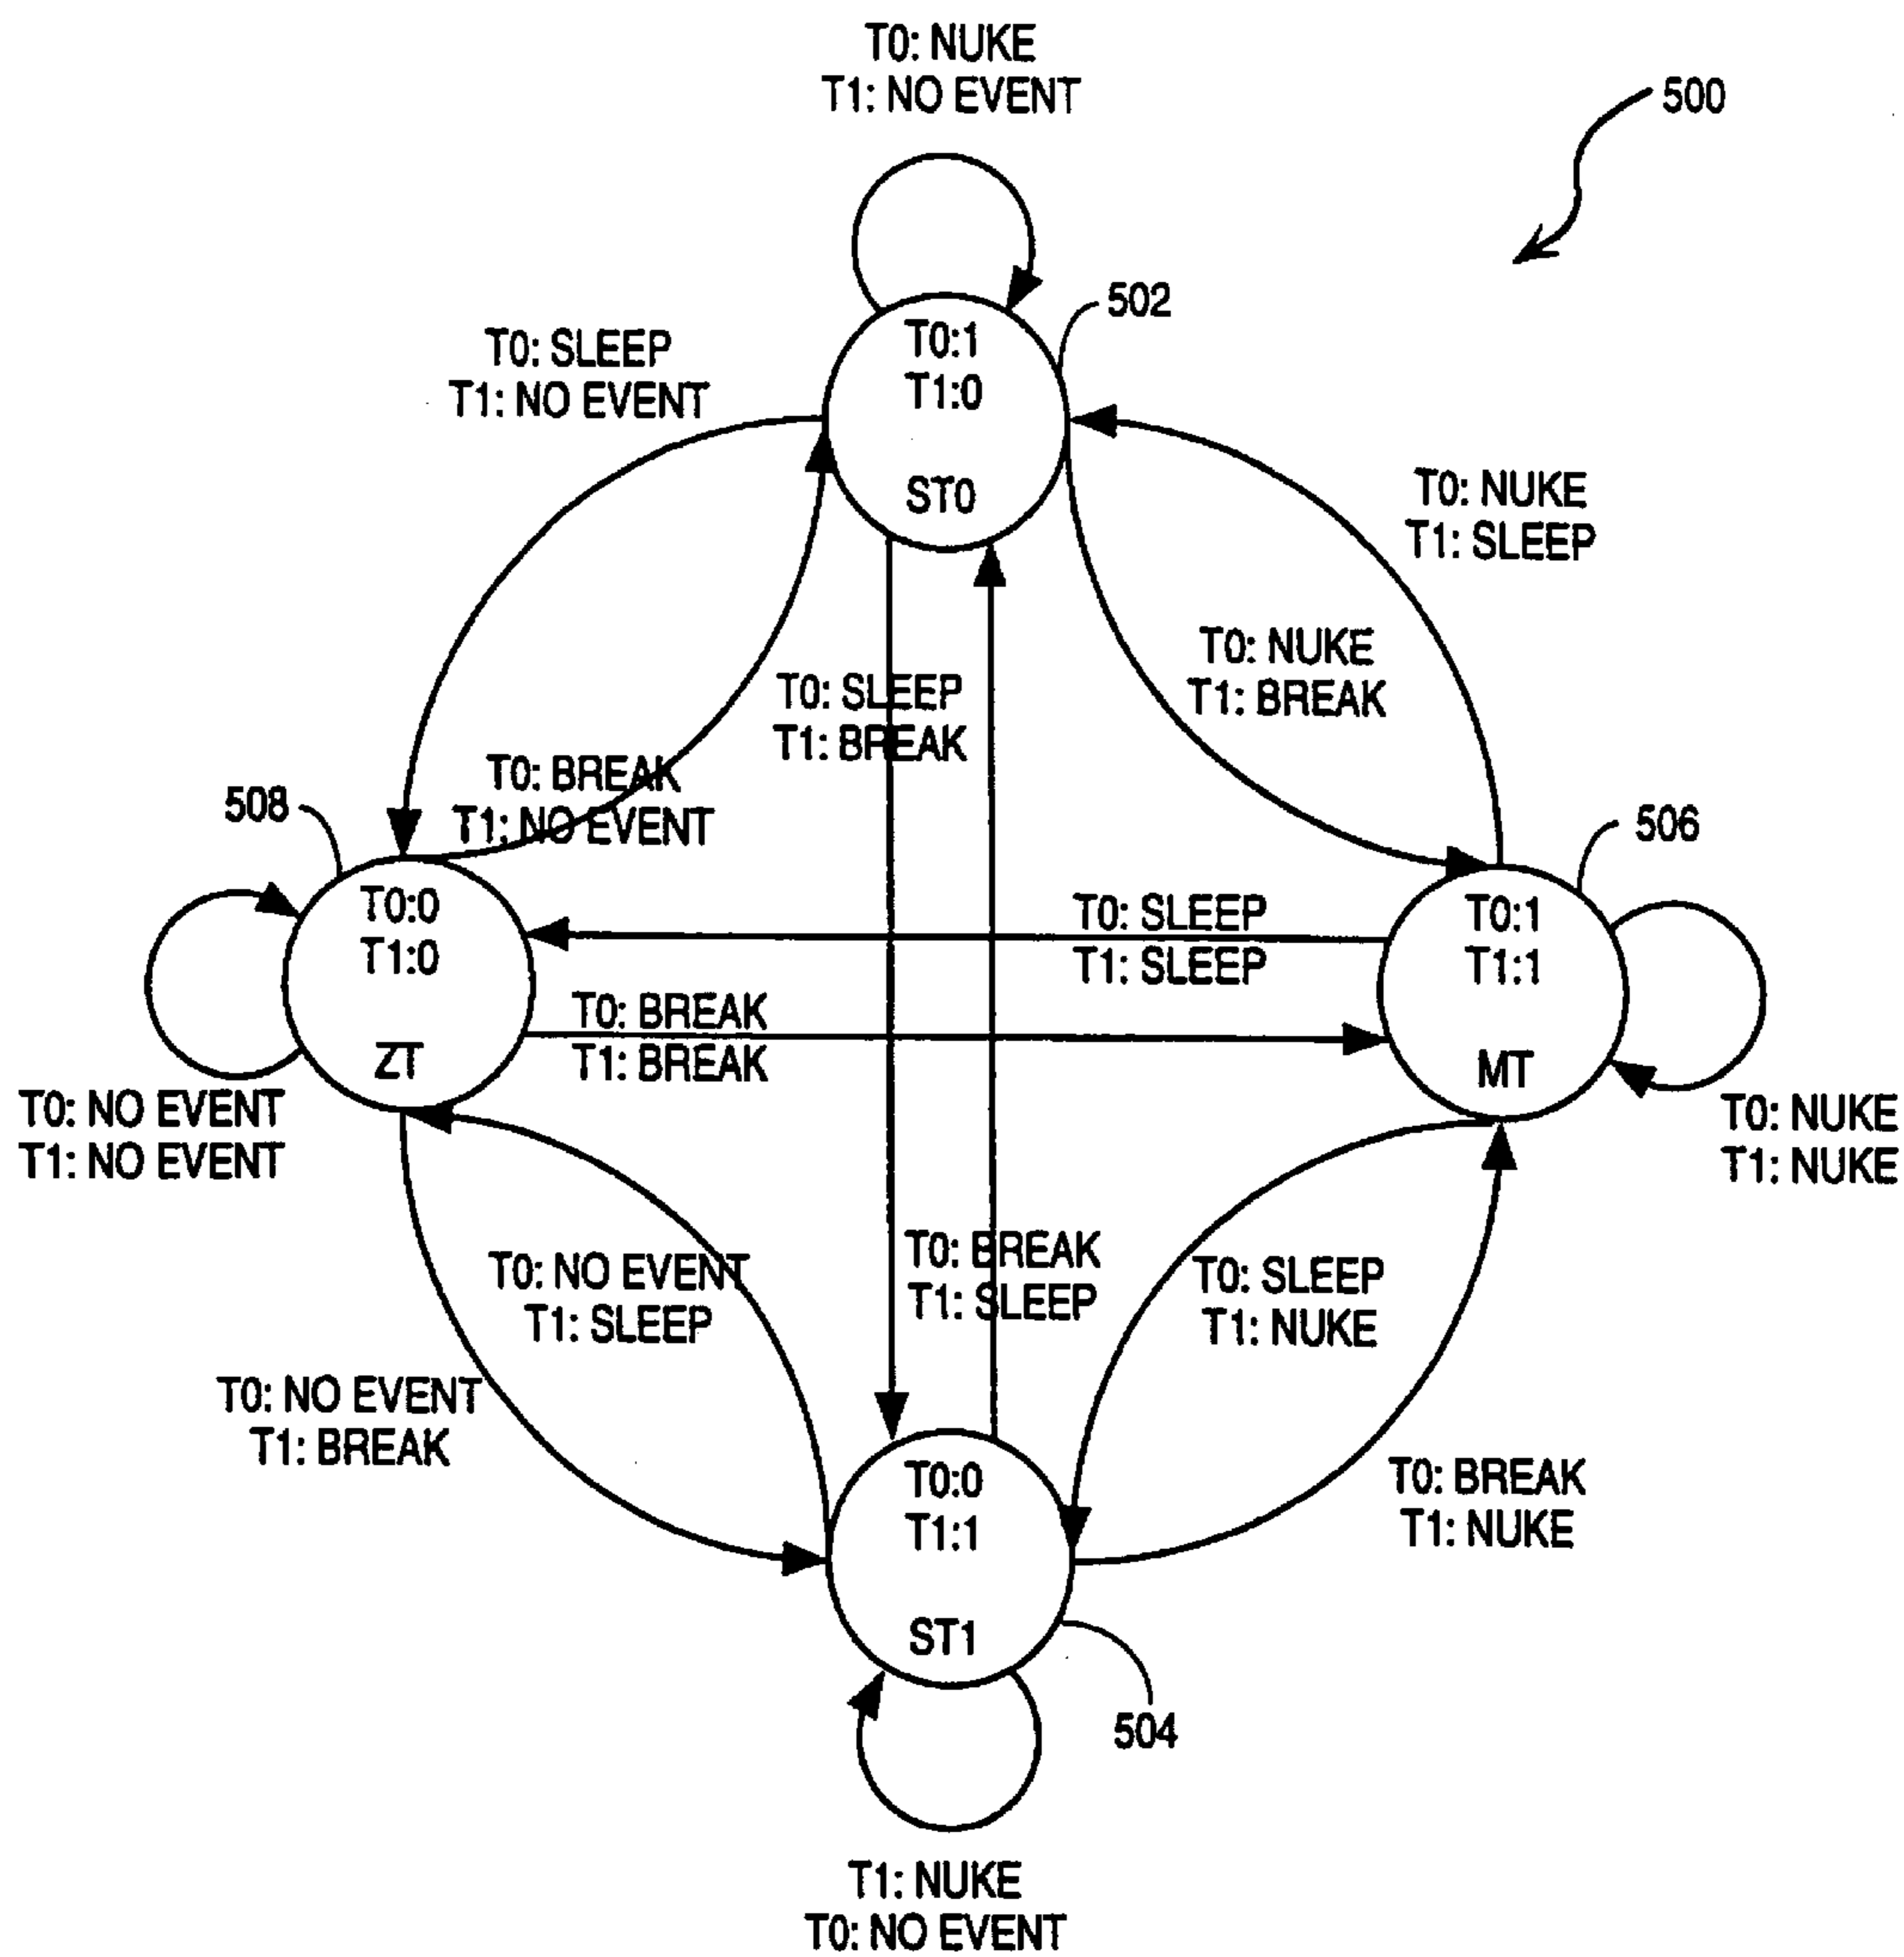 T0: NUKE
T1: NO EVENT
500
502
T0:1
T1:0
ST0
T0: SLEEP
T1: NO EVENT
T0: NUKE
T1: SLEEP
T0: NUKE
T1: BREAK
T0: SLEEP
T1: BREAK
T0: BREAK
T1: NO EVENT
508
506
T0:0
T1:0
ZT
T0: SLEEP
T1: SLEEP
T0:1
T1:1
MT
T0: BREAK
T1: BREAK
T0: NO EVENT
T1: NO EVENT
T0: NUKE
T1: NUKE
T0: NO EVENT
T1: SLEEP
T0: BREAK
T1: SLEEP
T0: SLEEP
T1: NUKE
T0: NO EVENT
T1: BREAK
T0: BREAK
T1: NUKE
T0:0
T1:1
ST1
504
T1: NUKE
T0: NO EVENT